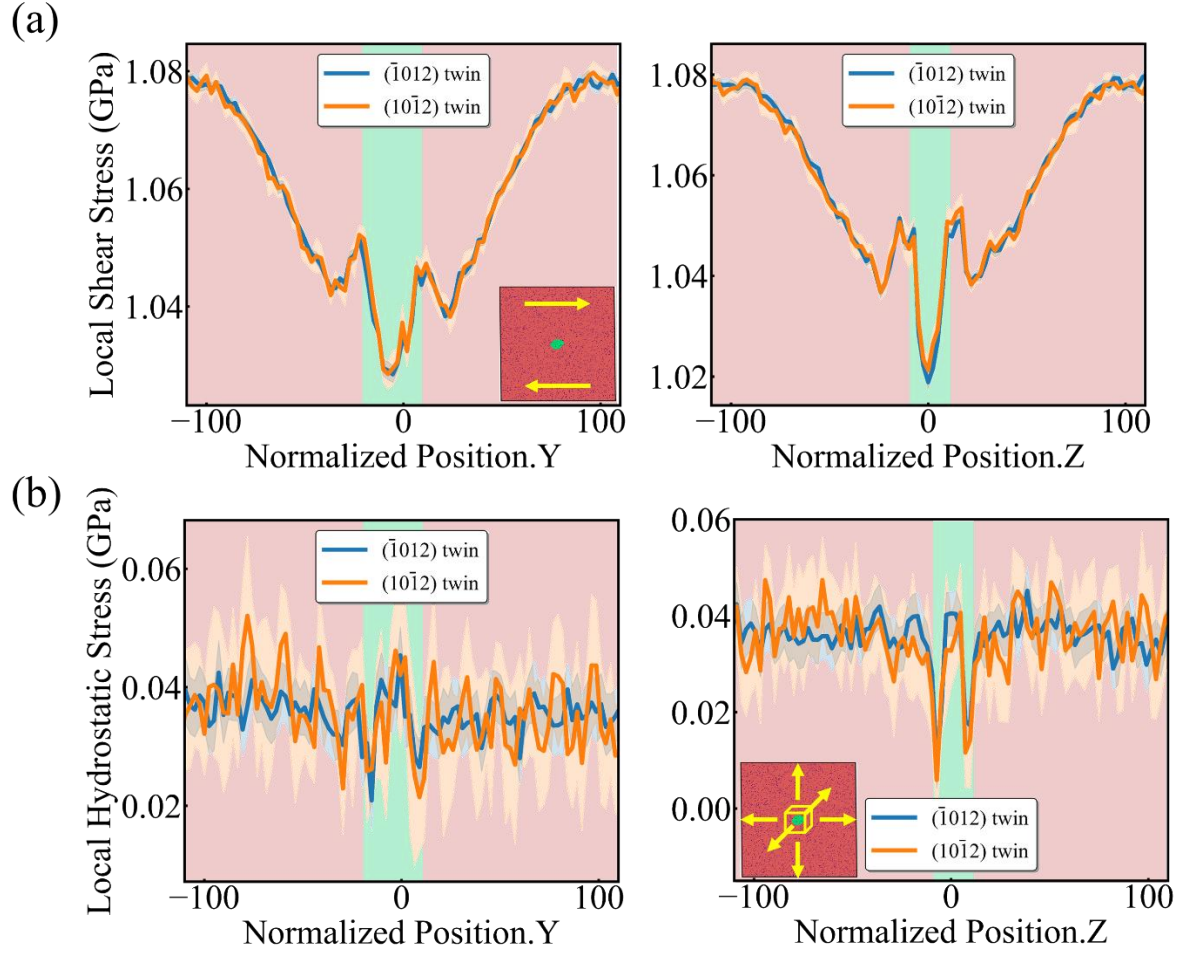 (a)
Local Shear Stress (GPa)
1.08
1.06
1.04
(1̄012) twin
(101̄2) twin
−100
0
100
Normalized Position.Y
1.08
1.06
1.04
1.02
(1̄012) twin
(101̄2) twin
−100
0
100
Normalized Position.Z
(b)
Local Hydrostatic Stress (GPa)
0.06
0.04
0.02
(1̄012) twin
(101̄2) twin
−100
0
100
Normalized Position.Y
0.06
0.04
0.02
0.00
(1̄012) twin
(101̄2) twin
−100
0
100
Normalized Position.Z